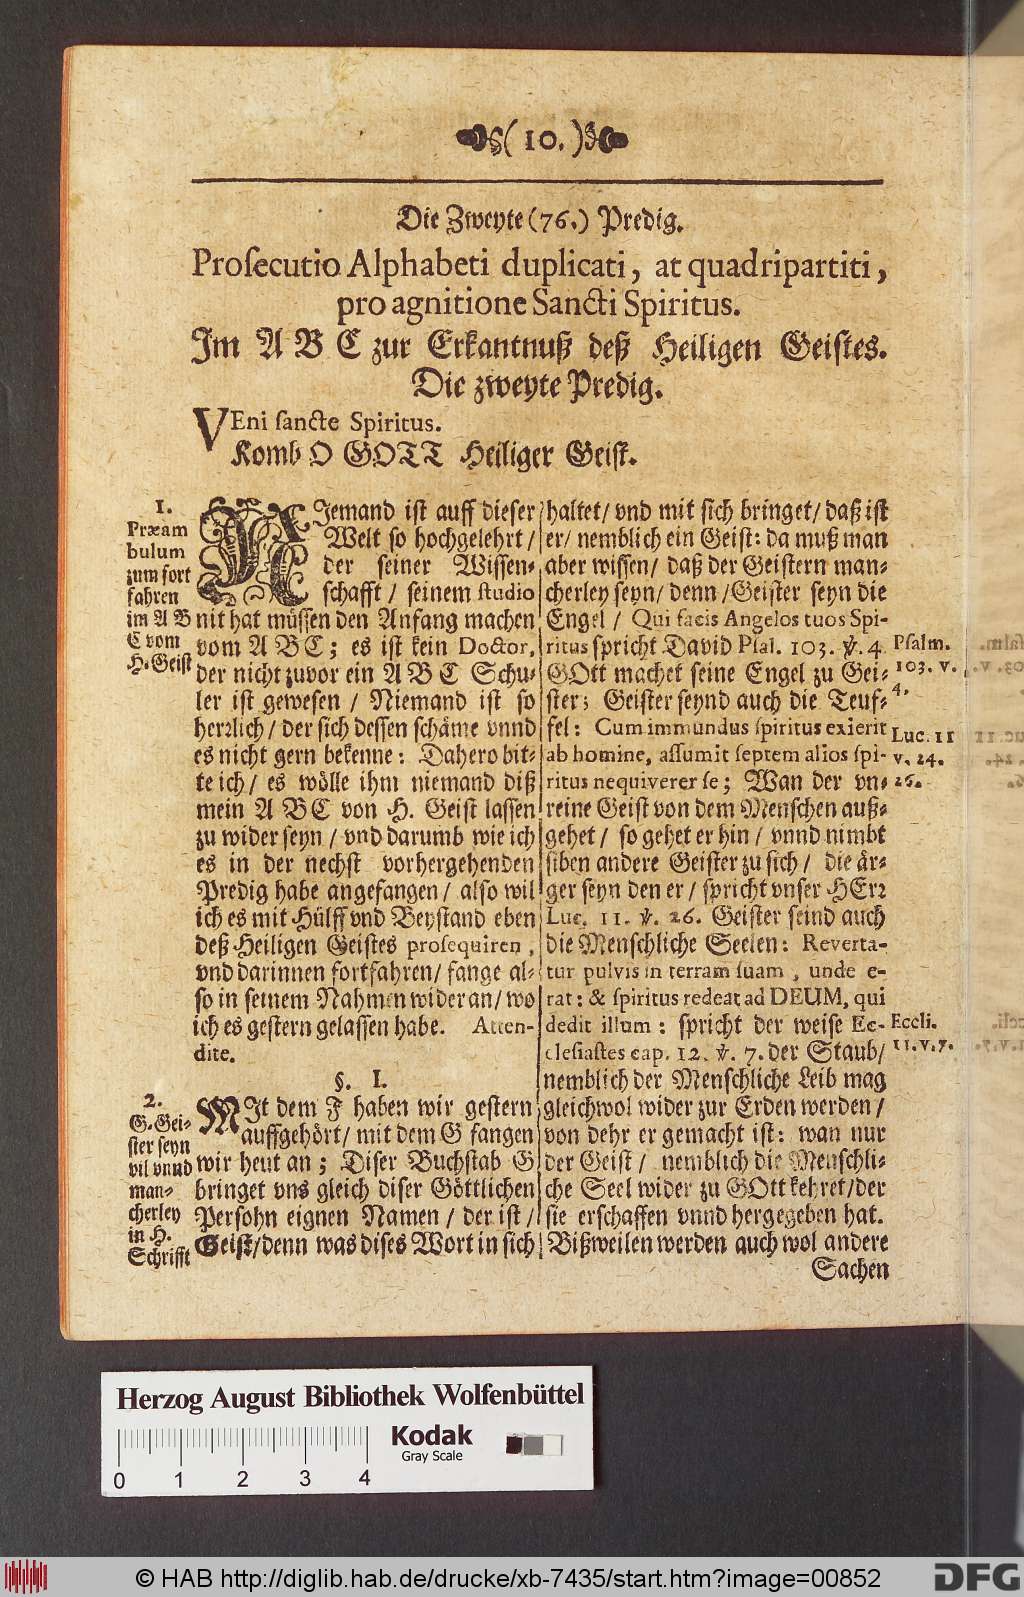 (10.)
Die Zweyte (76.) Predig.
Proſecutio Alphabeti duplicati, at quadripartiti,
pro agnitione Sancti Spiritus.
Im A B C zur Erkantnuß deß Heiligen Geiſtes.
Die zweyte Predig.
VEni ſancte Spiritus.
Komb O GOTT Heiliger Geiſt.
1.
Præam
bulum
zum fort
fahren
im A B
C vom
H. Geiſt
NIemand iſt auff dieſer
Welt ſo hochgelehrt /
der ſeiner Wiſſen-
ſchafft / ſeinem ſtudio
nit hat müſſen den Anfang machen
vom A B C; es iſt kein Doctor,
der nicht zuvor ein A B C Schu-
ler iſt geweſen / Niemand iſt ſo
herꝛlich / der ſich deſſen ſchäme vnnd
es nicht gern bekenne: Dahero bit-
te ich / es wölle ihm niemand diß
mein A B C von H. Geiſt laſſen
zu wider ſeyn / vnd darumb wie ich
es in der nechſt vorhergehenden
Predig habe angefangen / alſo wil
ich es mit Hülff vnd Beyſtand eben
deß Heiligen Geiſtes proſequiren,
vnd darinnen fortfahren / fange al-
ſo in ſeinem Nahmen wider an / wo
ich es geſtern gelaſſen habe. Atten-
dite.
§. I.
2.
G. Gei-
ſter ſeyn
vil vnnd
man-
cherley
in H.
Schrifft
MIt dem F haben wir geſtern
auffgehört / mit dem G fangen
wir heut an; Diſer Buchſtab G
bringet vns gleich diſer Göttlichen
Perſohn eignen Namen / der iſt /
Geiſt / denn was diſes Wort in ſich
haltet / vnd mit ſich bringet / daß iſt
er / nemblich ein Geiſt: da muß man
aber wiſſen / daß der Geiſtern man-
cherley ſeyn / denn / Geiſter ſeyn die
Engel / Qui facis Angelos tuos Spi-
ritus ſpricht David Pſal. 103. ℣. 4
GOtt machet ſeine Engel zu Gei-
ſter; Geiſter ſeynd auch die Teuf-
fel: Cum immundus ſpiritus exierit
ab homine, aſſumit ſeptem alios ſpi-
ritus nequiverer ſe; Wan der vn-
reine Geiſt von dem Menſchen auß-
gehet / ſo gehet er hin / vnnd nimbt
ſiben andere Geiſter zu ſich / die är-
ger ſeyn den er / ſpricht vnſer HErꝛ
Luc. 11. ℣. 26. Geiſter ſeind auch
die Menſchliche Seelen: Reverta-
tur pulvis in terram ſuam, unde e-
rat: & ſpiritus redeat ad DEUM, qui
dedit illum: ſpricht der weiſe Ec-
cleſiaſtes cap. 12. ℣. 7. der Staub /
nemblich der Menſchliche Leib mag
gleichwol wider zur Erden werden /
von dehr er gemacht iſt: wan nur
der Geiſt / nemblich die Menſchli-
che Seel wider zu GOtt kehret / der
ſie erſchaffen vnnd hergegeben hat.
Bißweilen werden auch wol andere
Sachen
Pſalm.
103. v.
4.
Luc. 11
v. 24.
26.
Eccli.
11. v. 7.
Herzog August Bibliothek Wolfenbüttel
Kodak
Gray Scale
0 1 2 3 4
© HAB http://diglib.hab.de/drucke/xb-7435/start.htm?image=00852
DFG